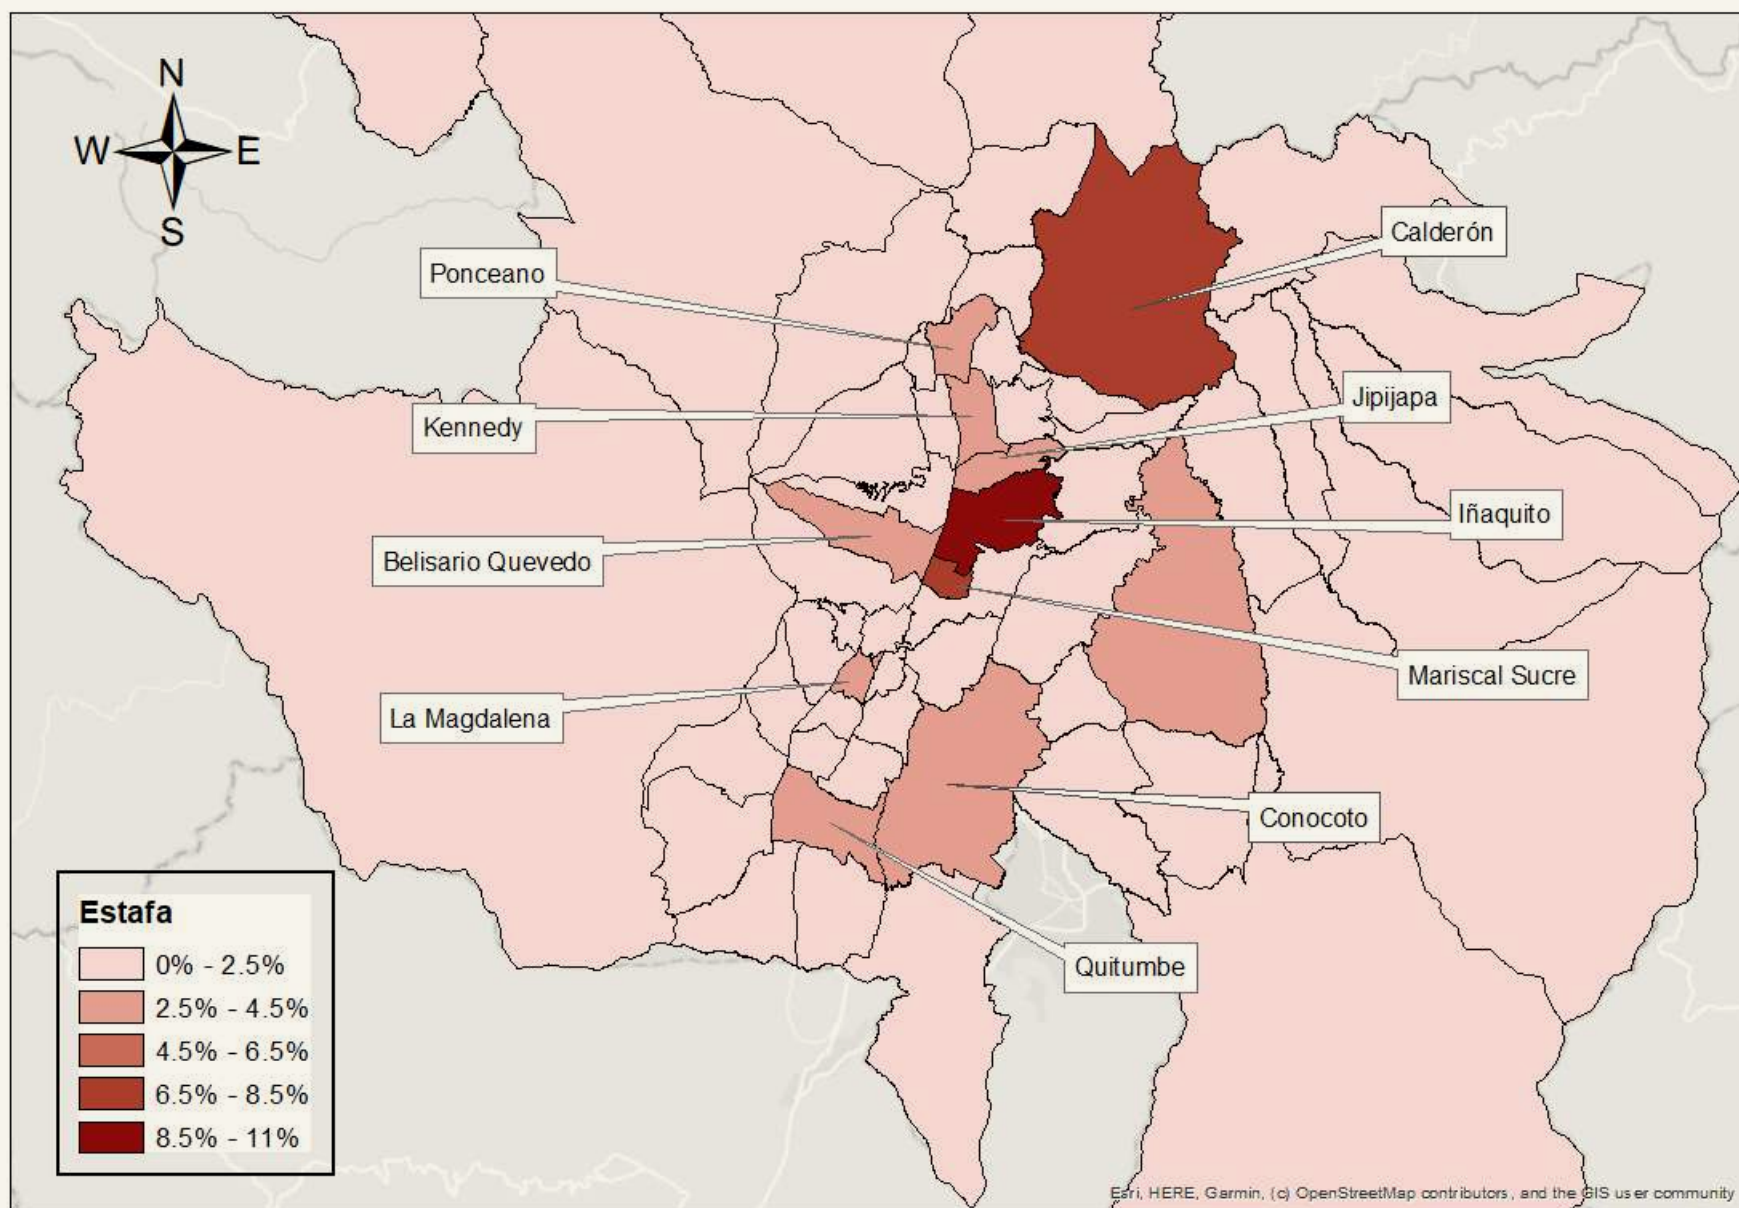 N
W
E
S
Calderón
Ponceano
Jipijapa
Kennedy
Iñaquito
Belisario Quevedo
Mariscal Sucre
La Magdalena
Conocoto
Quitumbe
Estafa
0% - 2.5%
2.5% - 4.5%
4.5% - 6.5%
6.5% - 8.5%
8.5% - 11%
Esri, HERE, Garmin, (c) OpenStreetMap contributors, and the GIS user community